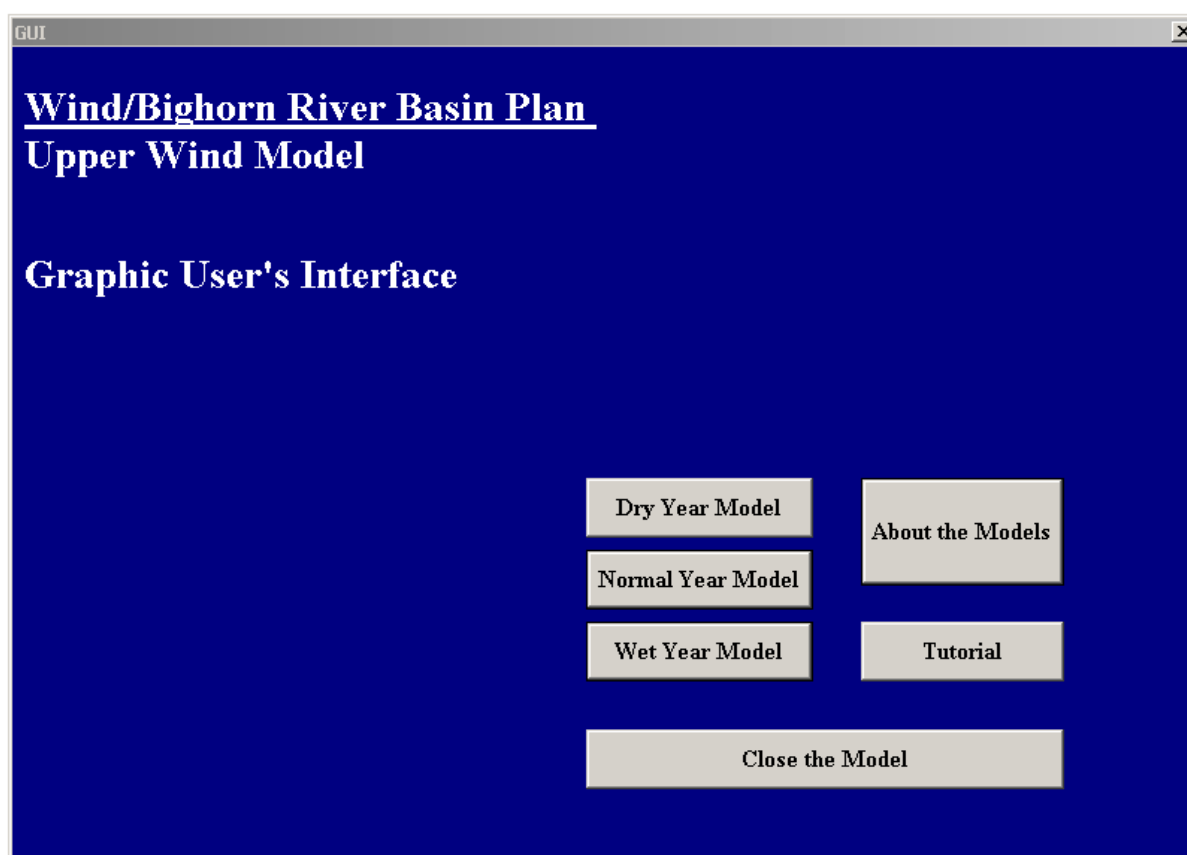 GUI
Wind/Bighorn River Basin Plan
Upper Wind Model
Graphic User's Interface
Dry Year Model
About the Models
Normal Year Model
Wet Year Model
Tutorial
Close the Model